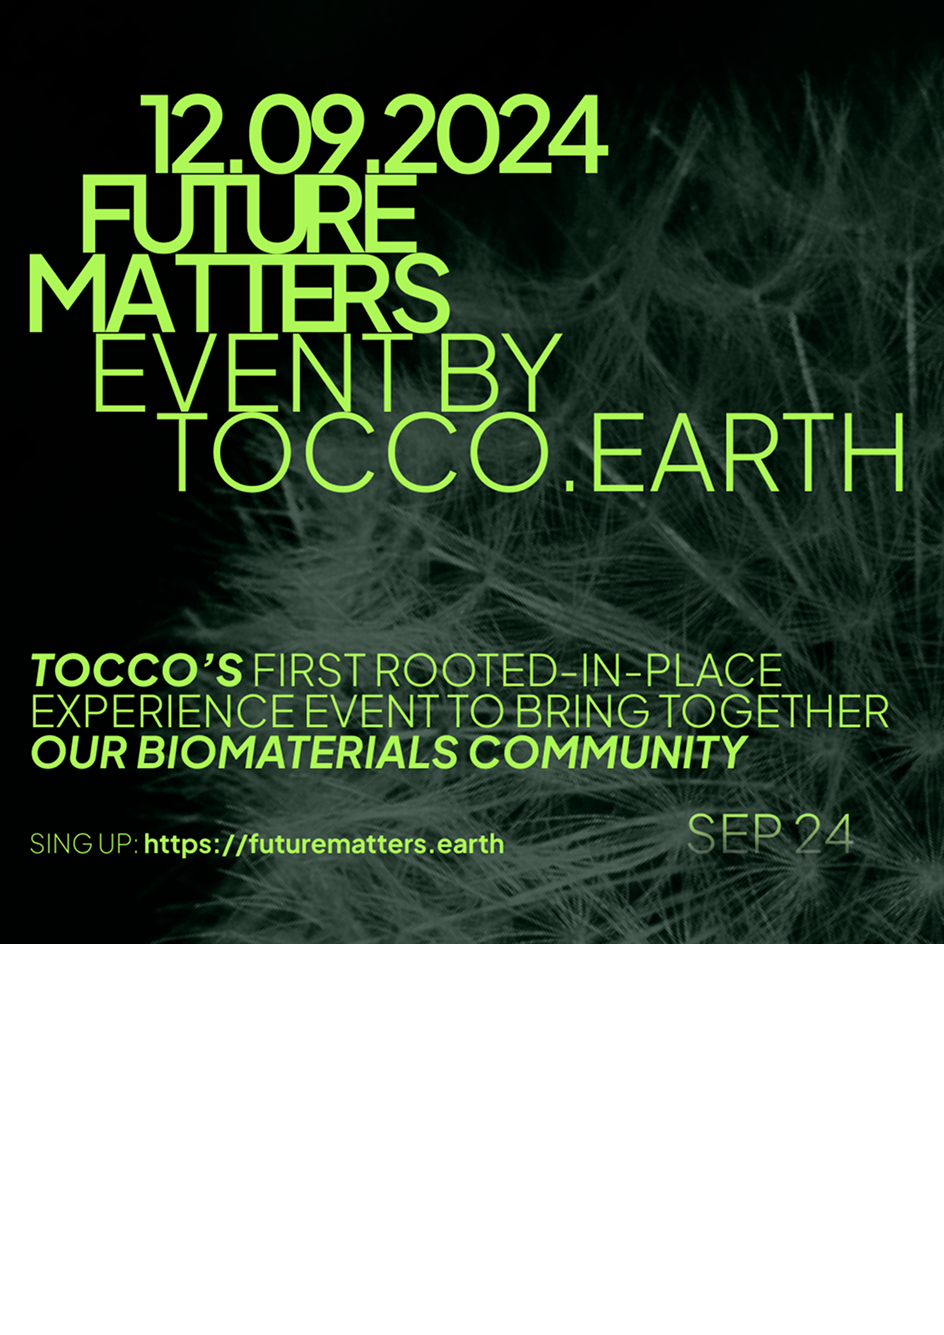 12.09.2024
FUTURE
MATTERS
EVENT BY
TOCCO.EARTH
TOCCO’S FIRST ROOTED-IN-PLACE
EXPERIENCE EVENT TO BRING TOGETHER
OUR BIOMATERIALS COMMUNITY
SING UP: https://futurematters.earth
SEP 24